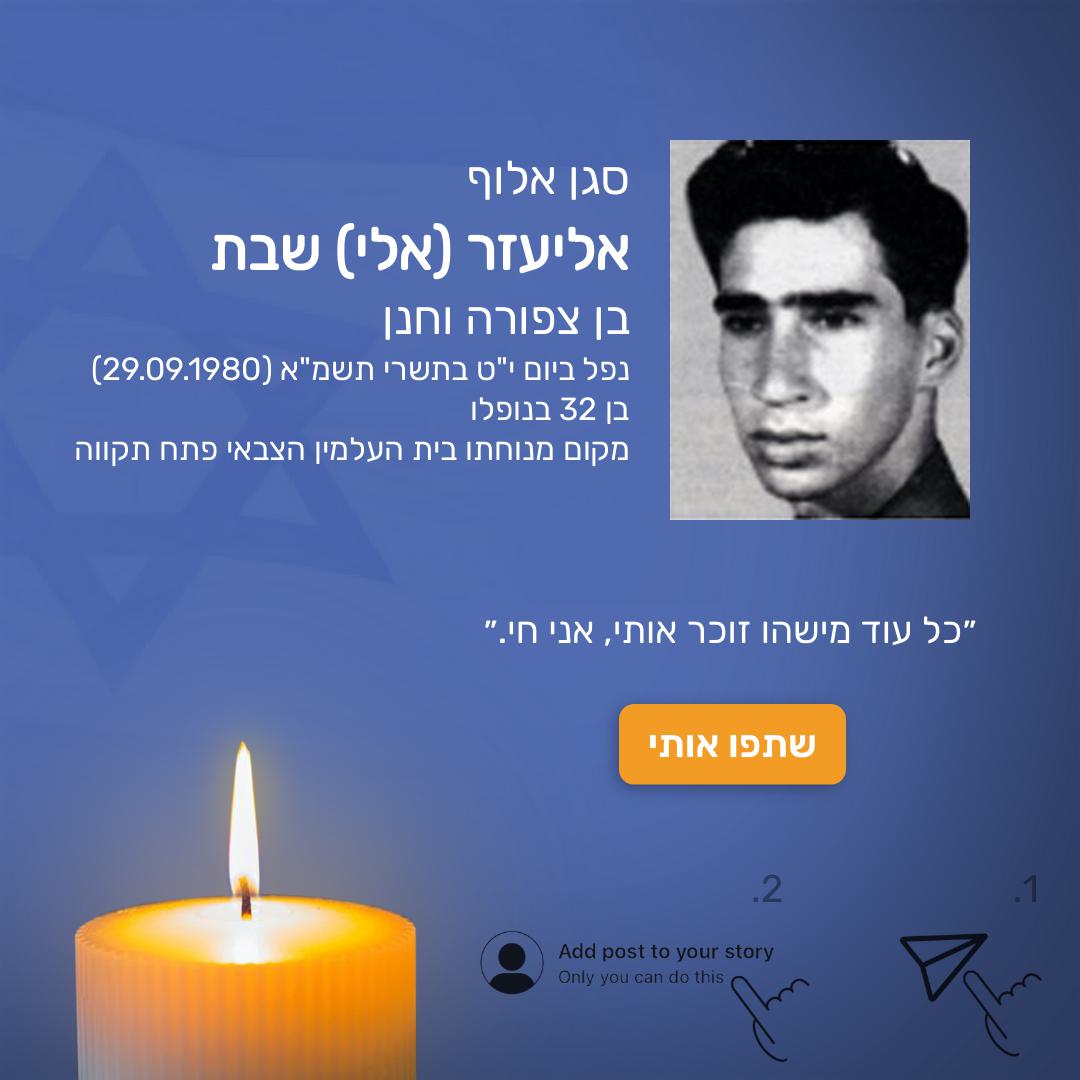 סגן אלוף
אליעזר (אלי) שבת
בן צפורה וחנן
נפל ביום י"ט בתשרי תשמ"א (29.09.1980)
בן 32 בנופלו
מקום מנוחתו בית העלמין הצבאי פתח תקווה
״כל עוד מישהו זוכר אותי, אני חי.״
שתפו אותי
1.
2.
Add post to your story
Only you can do this